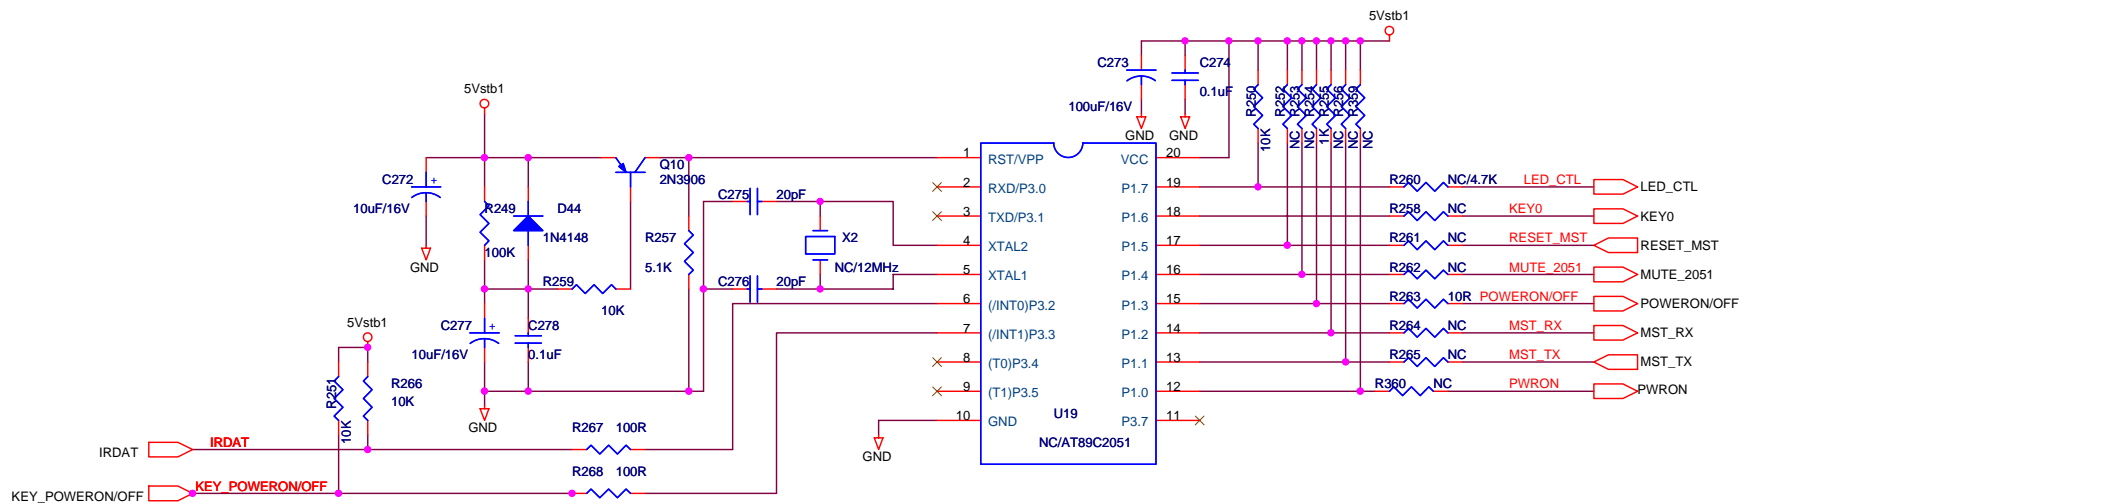 5Vstb1
C273
C274
100uF/16V
0.1uF
GND
GND
R250
10K
R252
NC
R253
NC
R254
1K
R255
NC
R256
NC
R359
NC
5Vstb1
C272
+
10uF/16V
GND
R249
100K
D44
1N4148
Q10
2N3906
R257
5.1K
R259
10K
C275
20pF
X2
NC/12MHz
C276
20pF
C277
+
10uF/16V
C278
0.1uF
GND
5Vstb1
R251
10K
R266
10K
IRDAT
IRDAT
R267 100R
KEY_POWERON/OFF
KEY_POWERON/OFF
R268 100R
GND
1 RST/VPP
2 RXD/P3.0
3 TXD/P3.1
4 XTAL2
5 XTAL1
6 (/INT0)P3.2
7 (/INT1)P3.3
8 (T0)P3.4
9 (T1)P3.5
10 GND
U19
NC/AT89C2051
VCC 20
P1.7 19 R260 NC/4.7K LED_CTL LED_CTL
P1.6 18 R258 NC KEY0 KEY0
P1.5 17 R261 NC RESET_MST RESET_MST
P1.4 16 R262 NC MUTE_2051 MUTE_2051
P1.3 15 R263 10R POWERON/OFF POWERON/OFF
P1.2 14 R264 NC MST_RX MST_RX
P1.1 13 R265 NC MST_TX MST_TX
P1.0 12 R360 NC PWRON PWRON
P3.7 11